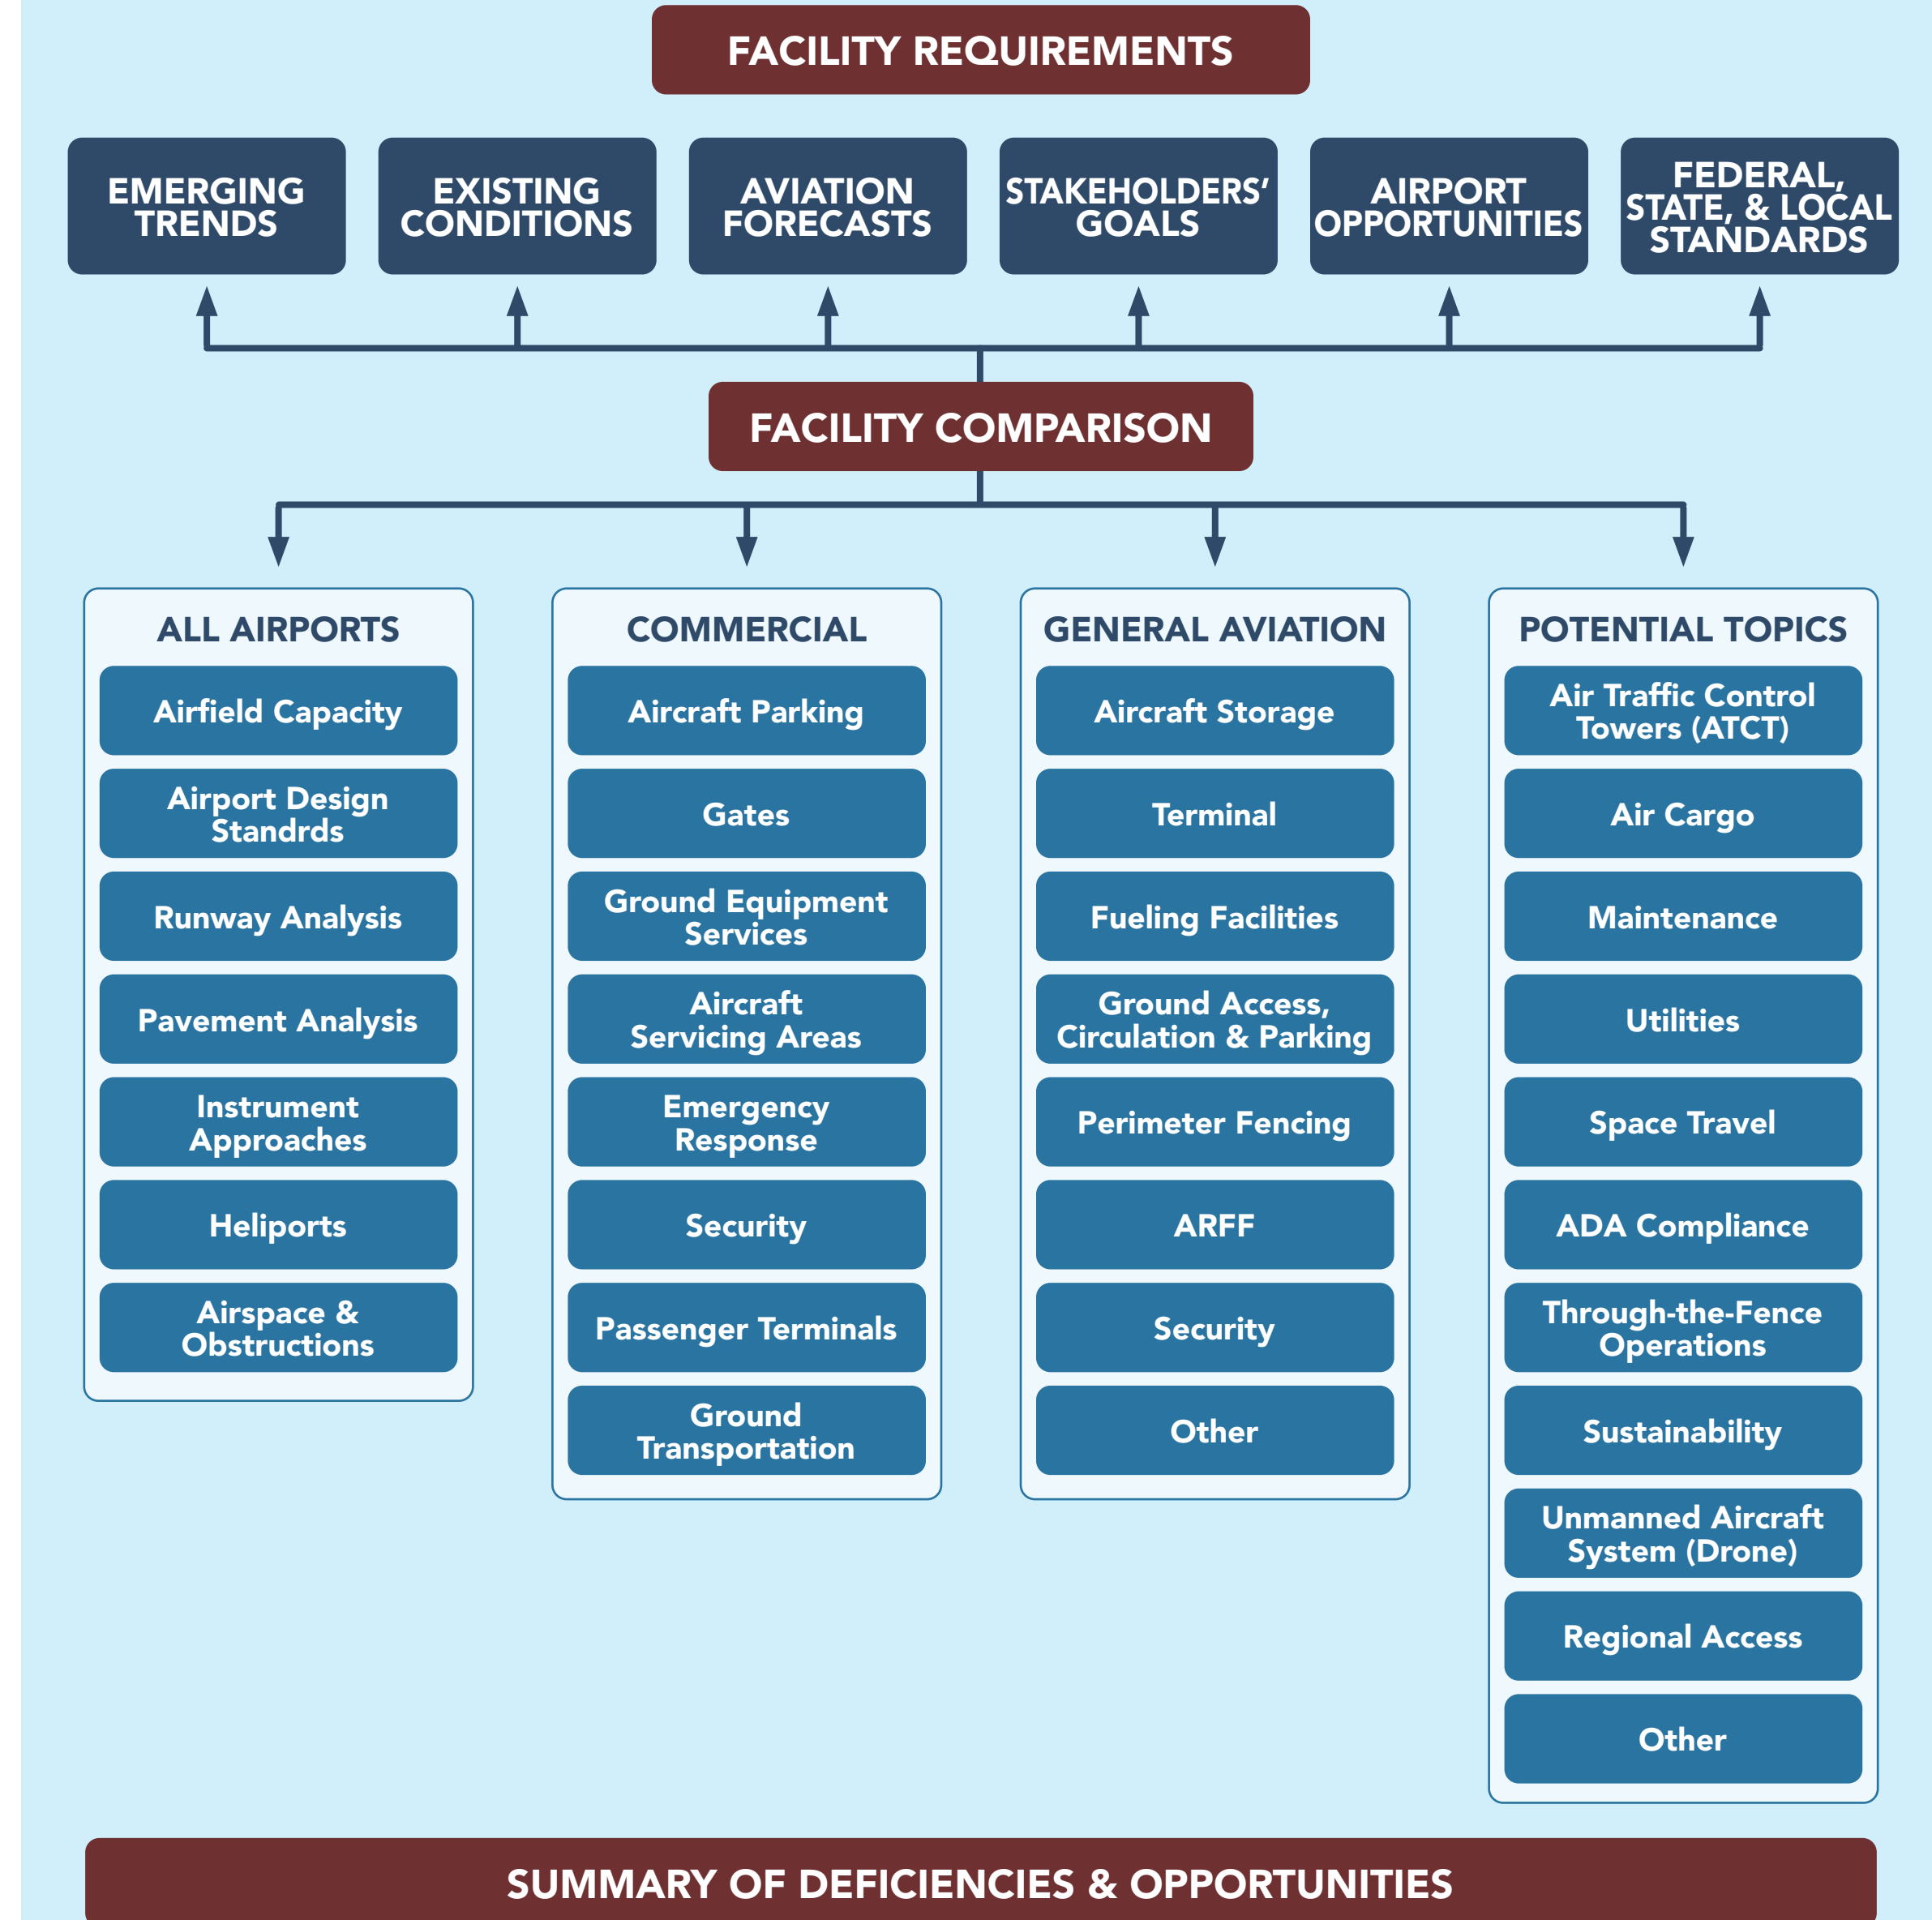 FACILITY REQUIREMENTS
EMERGING
TRENDS
EXISTING
CONDITIONS
AVIATION
FORECASTS
STAKEHOLDERS’
GOALS
AIRPORT
OPPORTUNITIES
FEDERAL,
STATE, & LOCAL
STANDARDS
FACILITY COMPARISON
ALL AIRPORTS
Airfield Capacity
Airport Design
Standrds
Runway Analysis
Pavement Analysis
Instrument
Approaches
Heliports
Airspace &
Obstructions
COMMERCIAL
Aircraft Parking
Gates
Ground Equipment
Services
Aircraft
Servicing Areas
Emergency
Response
Security
Passenger Terminals
Ground
Transportation
GENERAL AVIATION
Aircraft Storage
Terminal
Fueling Facilities
Ground Access,
Circulation & Parking
Perimeter Fencing
ARFF
Security
Other
POTENTIAL TOPICS
Air Traffic Control
Towers (ATCT)
Air Cargo
Maintenance
Utilities
Space Travel
ADA Compliance
Through-the-Fence
Operations
Sustainability
Unmanned Aircraft
System (Drone)
Regional Access
Other
SUMMARY OF DEFICIENCIES & OPPORTUNITIES